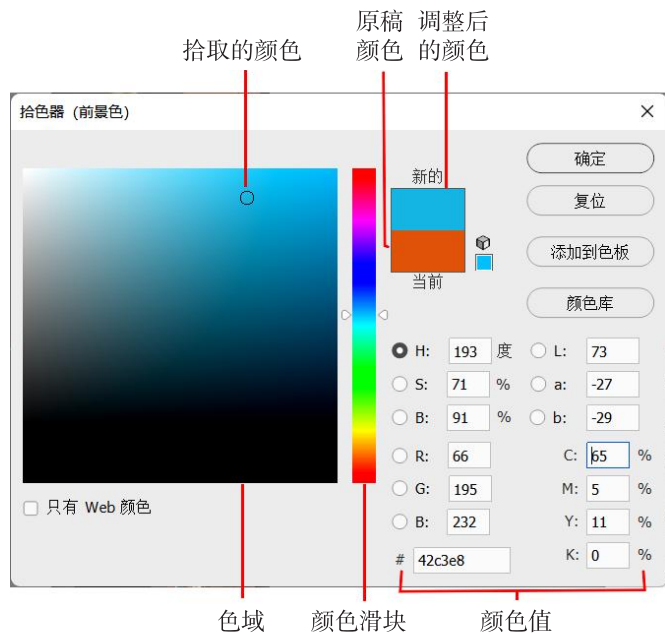 原稿 调整后
拾取的颜色 颜色 的颜色
拾色器 (前景色)
新的
当前
确定
复位
添加到色板
颜色库
H: 193 度 L: 73
S: 71 % a: -27
B: 91 % b: -29
R: 66 C: 65 %
G: 195 M: 5 %
B: 232 Y: 11 %
# 42c3e8 K: 0 %
只有 Web 颜色
色域 颜色滑块 颜色值